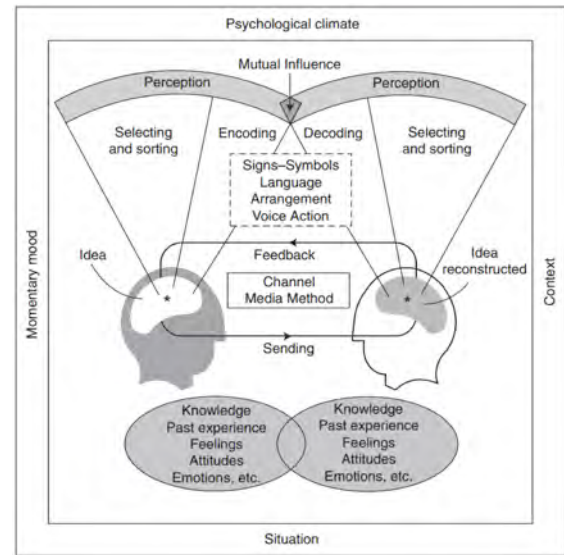 Psychological climate
Mutual Influence
Perception
Perception
Selecting
and sorting
Encoding
Decoding
Selecting
and sorting
Signs–Symbols
Language
Arrangement
Voice Action
Idea
Feedback
Idea
reconstructed
Channel
Media Method
Sending
Momentary mood
Context
Knowledge
Past experience
Feelings
Attitudes
Emotions, etc.
Knowledge
Past experience
Feelings
Attitudes
Emotions, etc.
Situation